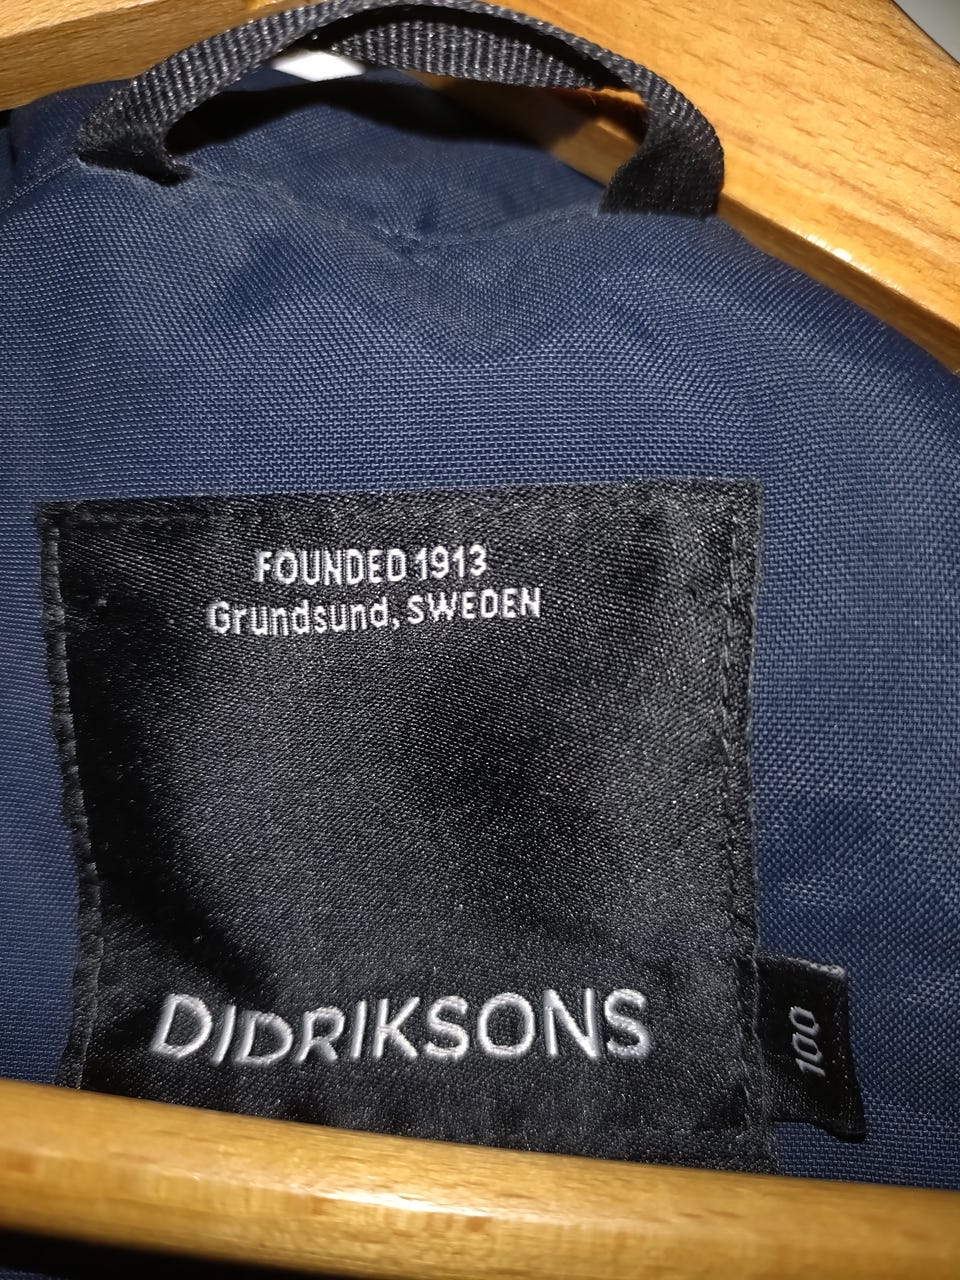 FOUNDED 1913
Grundsund, SWEDEN
DIDRIKSONS
100